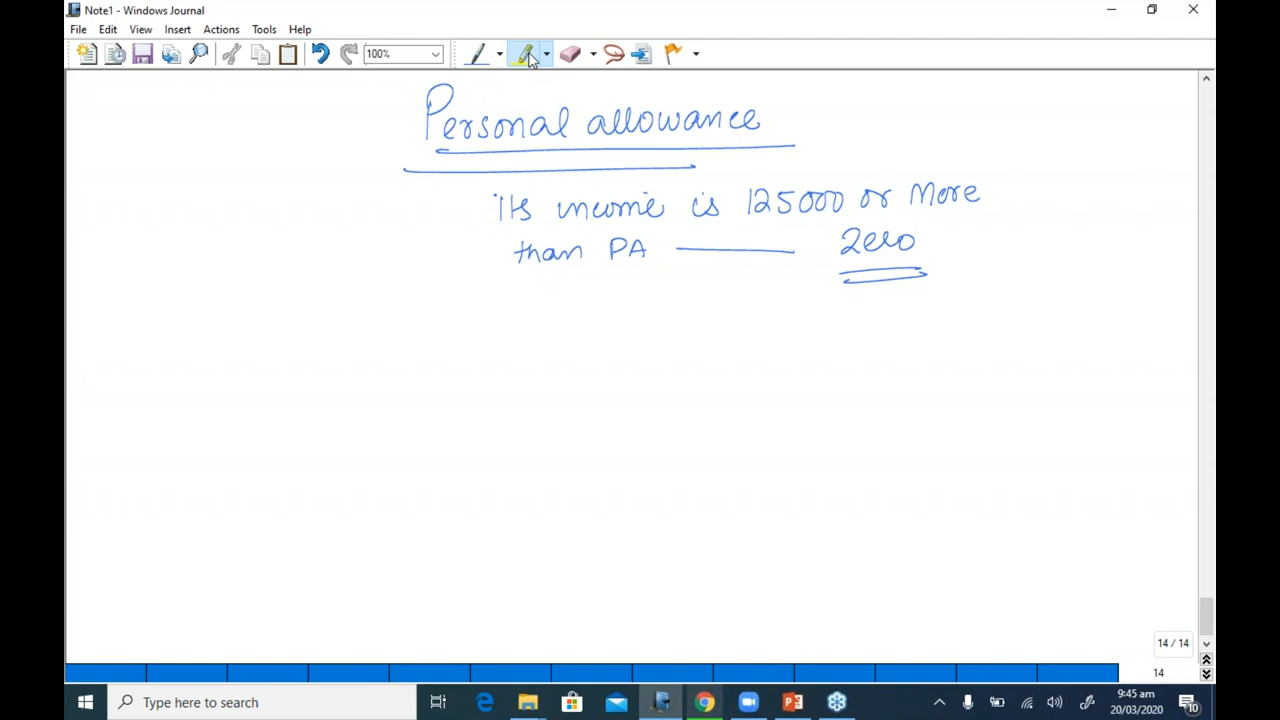 Note1 - Windows Journal
File Edit View Insert Actions Tools Help
100%
Personal allowance
its income is 125000 or More
than PA — Zero
14 / 14
14
Type here to search
9:45 am
20/03/2020
10